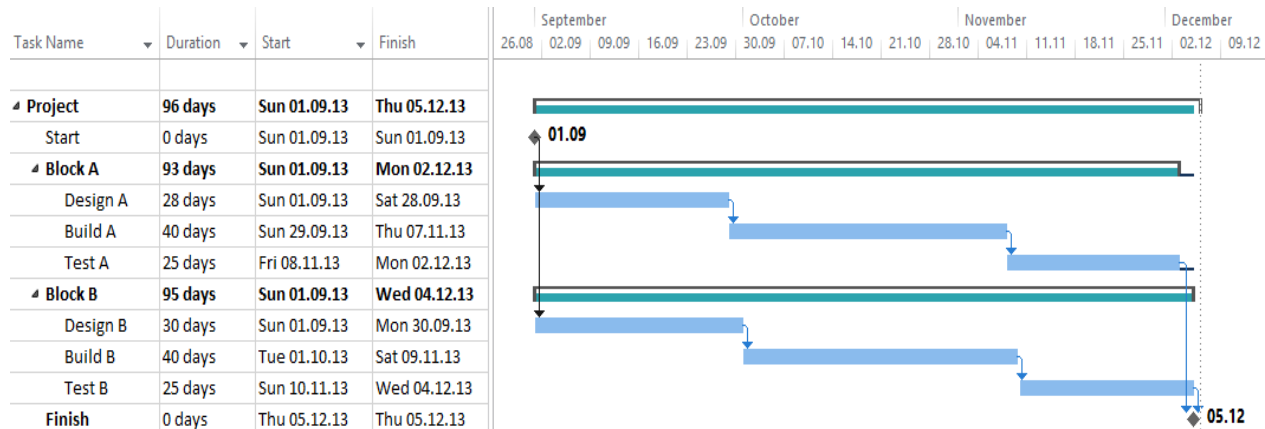 September October November December
Task Name Duration Start Finish 26.08 02.09 09.09 16.09 23.09 30.09 07.10 14.10 21.10 28.10 04.11 11.11 18.11 25.11 02.12 09.12
Project 96 days Sun 01.09.13 Thu 05.12.13
Start 0 days Sun 01.09.13 Sun 01.09.13 01.09
Block A 93 days Sun 01.09.13 Mon 02.12.13
Design A 28 days Sun 01.09.13 Sat 28.09.13
Build A 40 days Sun 29.09.13 Thu 07.11.13
Test A 25 days Fri 08.11.13 Mon 02.12.13
Block B 95 days Sun 01.09.13 Wed 04.12.13
Design B 30 days Sun 01.09.13 Mon 30.09.13
Build B 40 days Tue 01.10.13 Sat 09.11.13
Test B 25 days Sun 10.11.13 Wed 04.12.13
Finish 0 days Thu 05.12.13 Thu 05.12.13 05.12